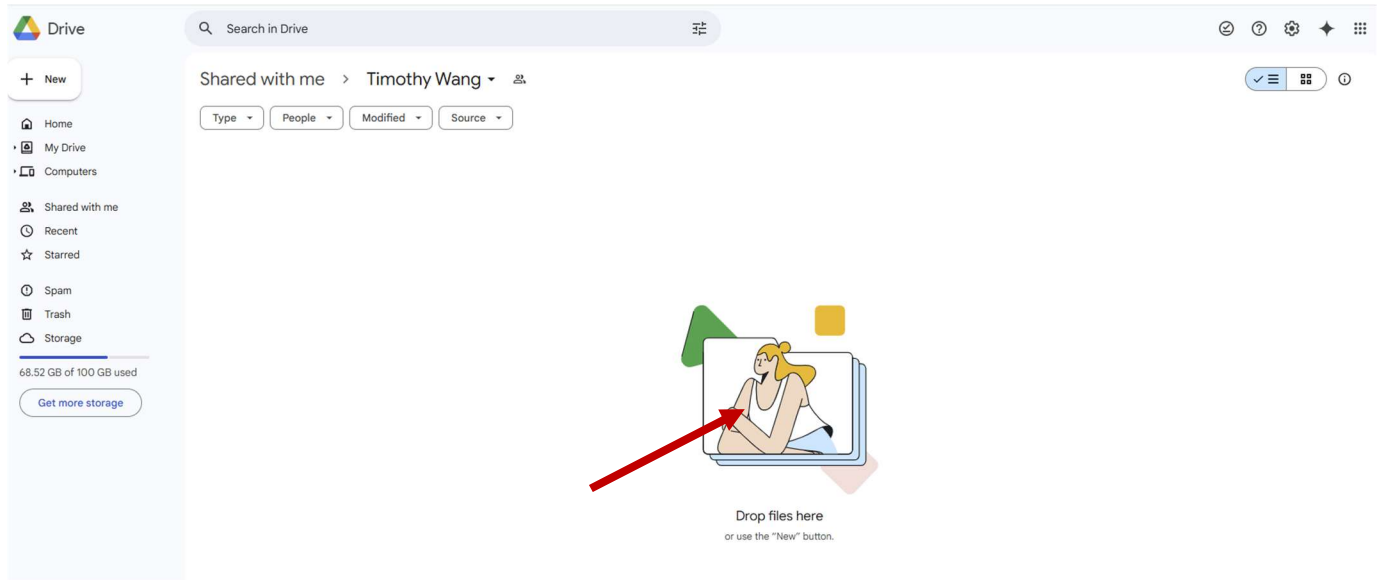 Drive
Search in Drive
New
Shared with me > Timothy Wang
Type People Modified Source
Home
My Drive
Computers
Shared with me
Recent
Starred
Spam
Trash
Storage
68.52 GB of 100 GB used
Get more storage
Drop files here
or use the "New" button.